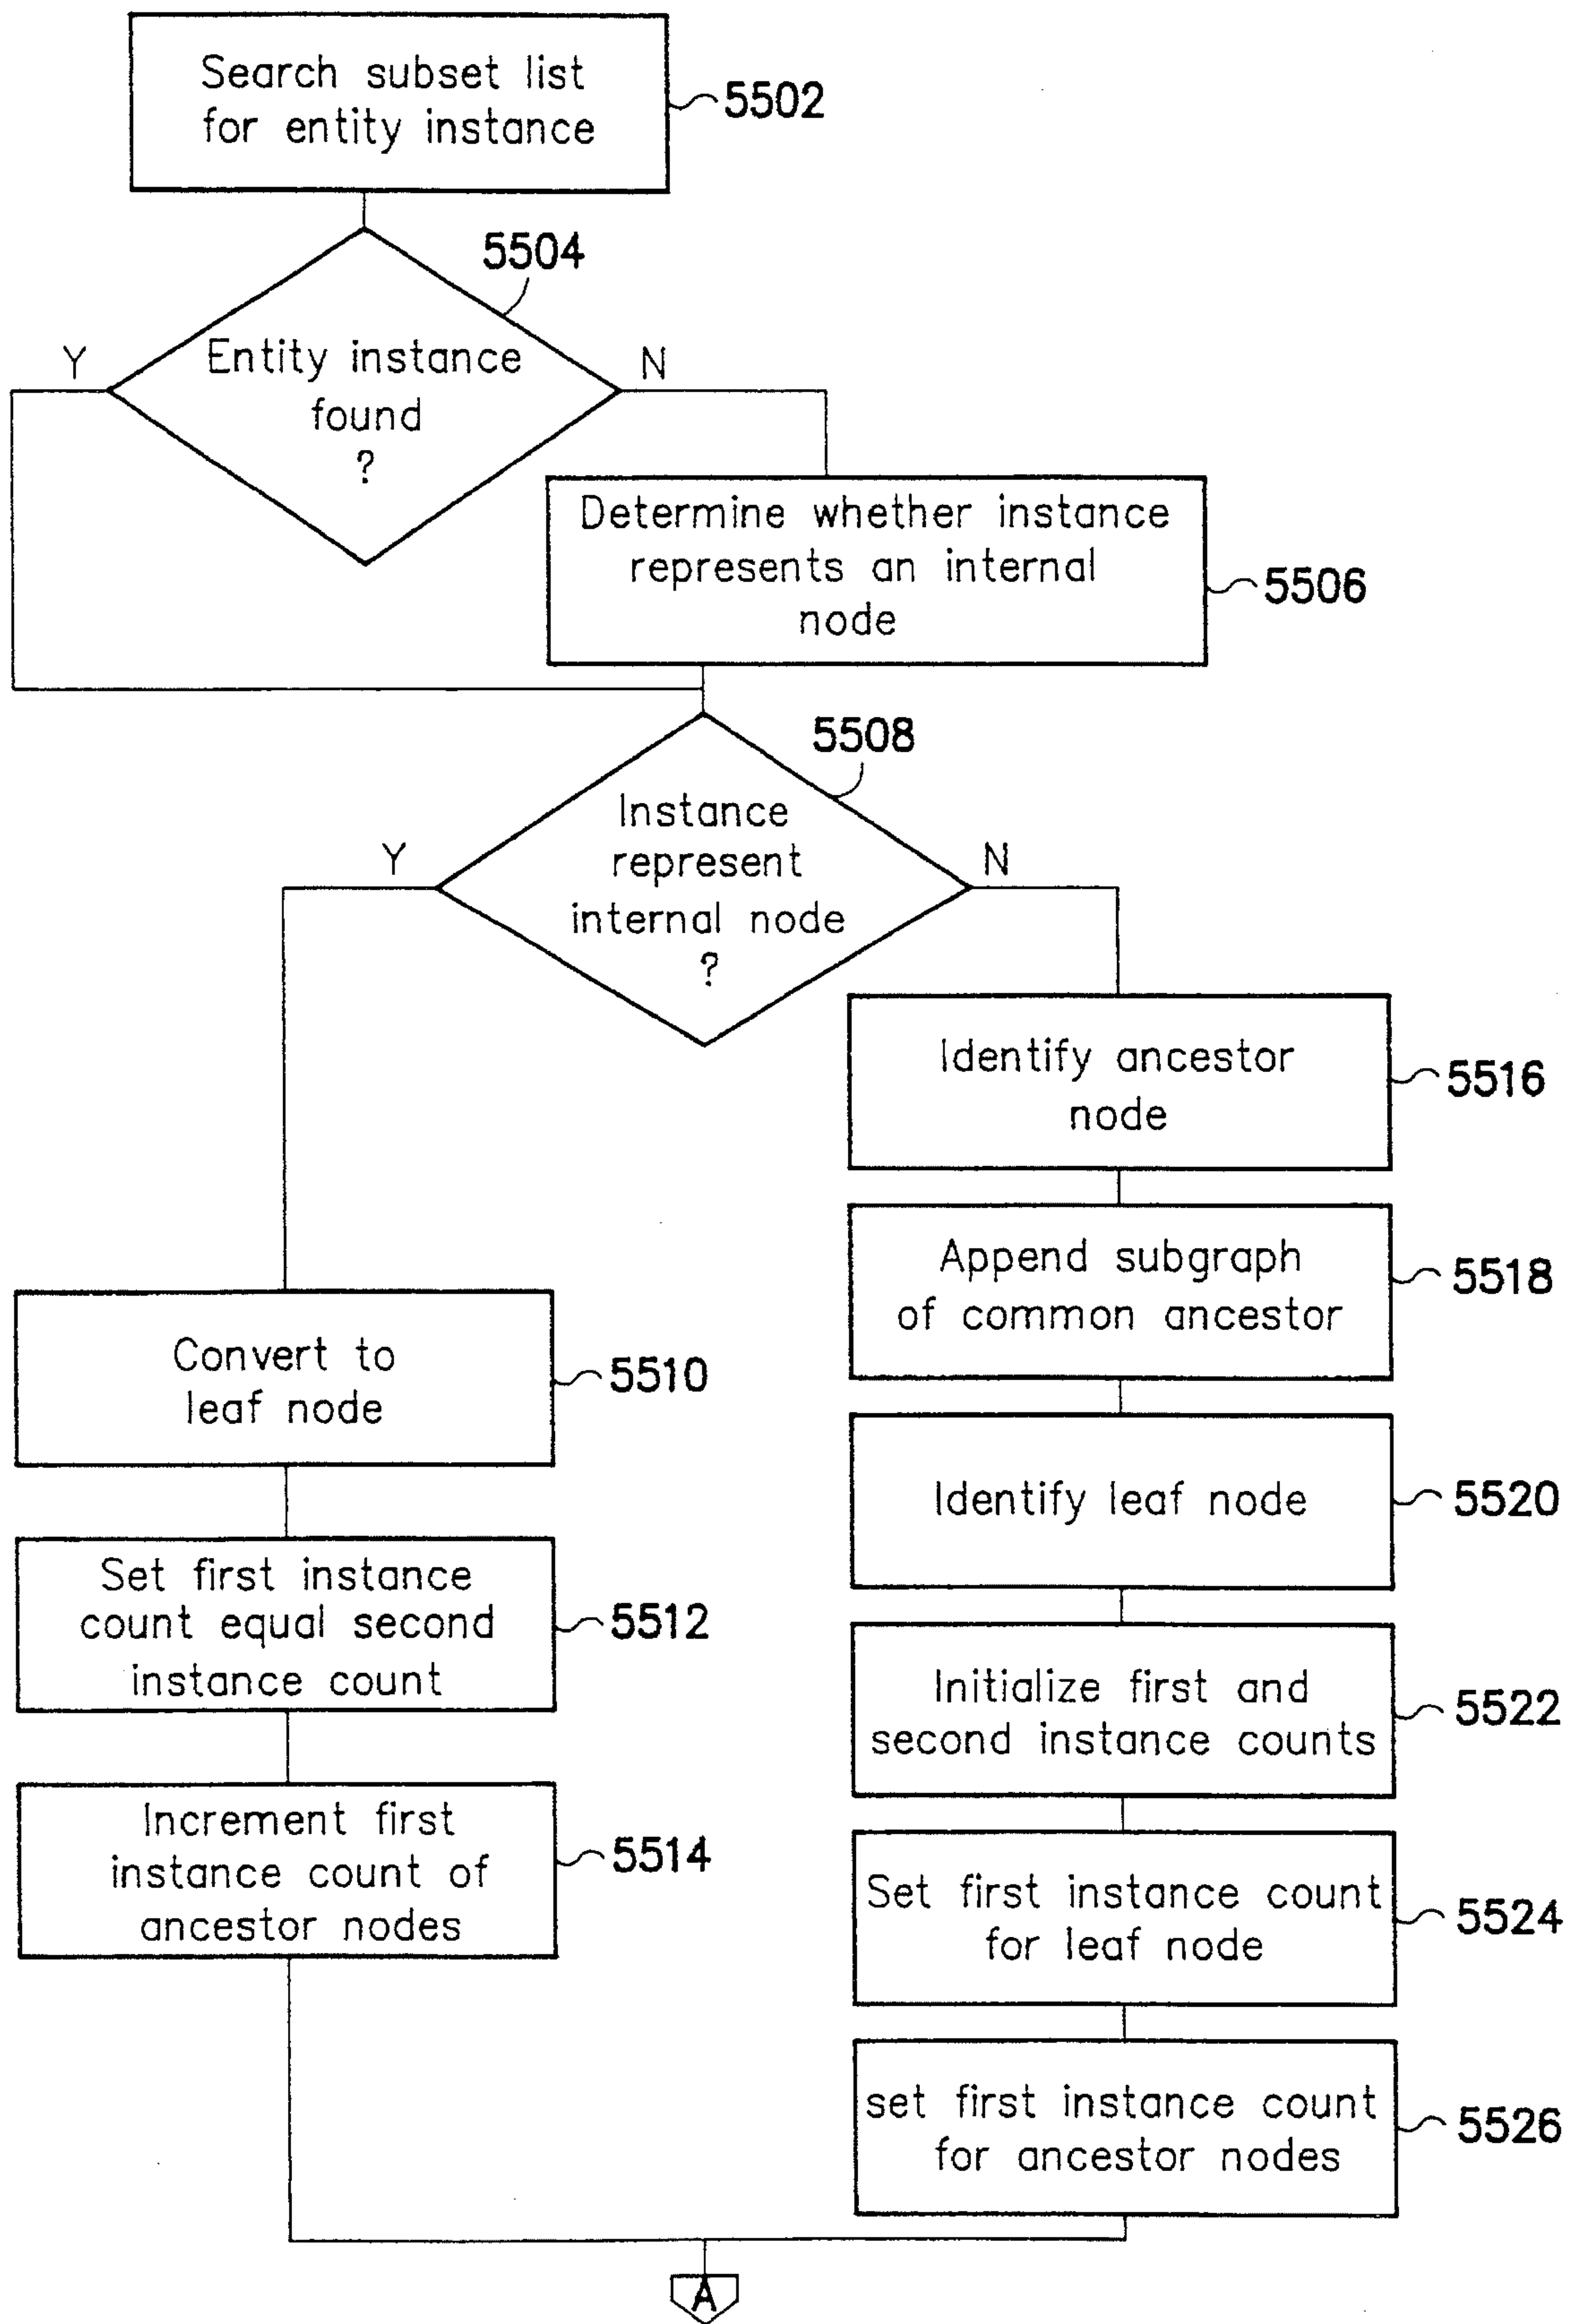 Search subset list
for entity instance
5502
5504
Y
Entity instance
found
?
N
Determine whether instance
represents an internal
node
5506
5508
Y
Instance
represent
internal node
?
N
Identify ancestor
node
5516
Append subgraph
of common ancestor
5518
Convert to
leaf node
5510
Identify leaf node
5520
Set first instance
count equal second
instance count
5512
Initialize first and
second instance counts
5522
Increment first
instance count of
ancestor nodes
5514
Set first instance count
for leaf node
5524
set first instance count
for ancestor nodes
5526
A